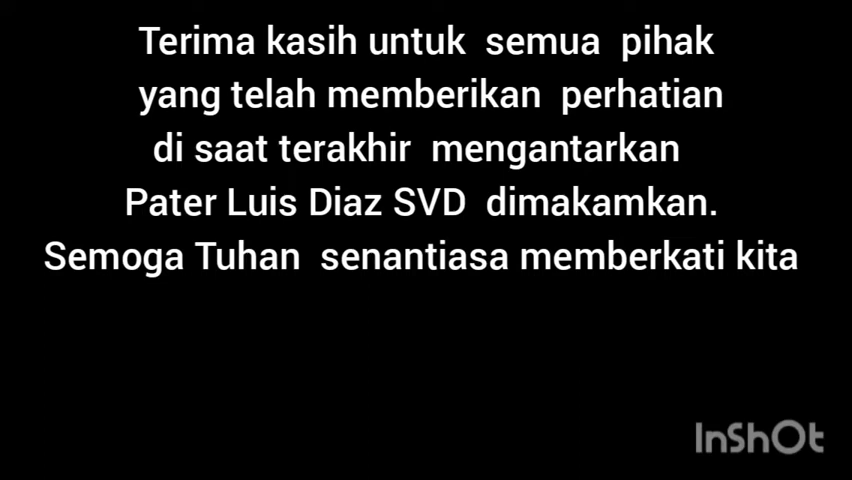 Terima kasih untuk semua pihak
yang telah memberikan perhatian
di saat terakhir mengantarkan
Pater Luis Diaz SVD dimakamkan.
Semoga Tuhan senantiasa memberkati kita
InShOt